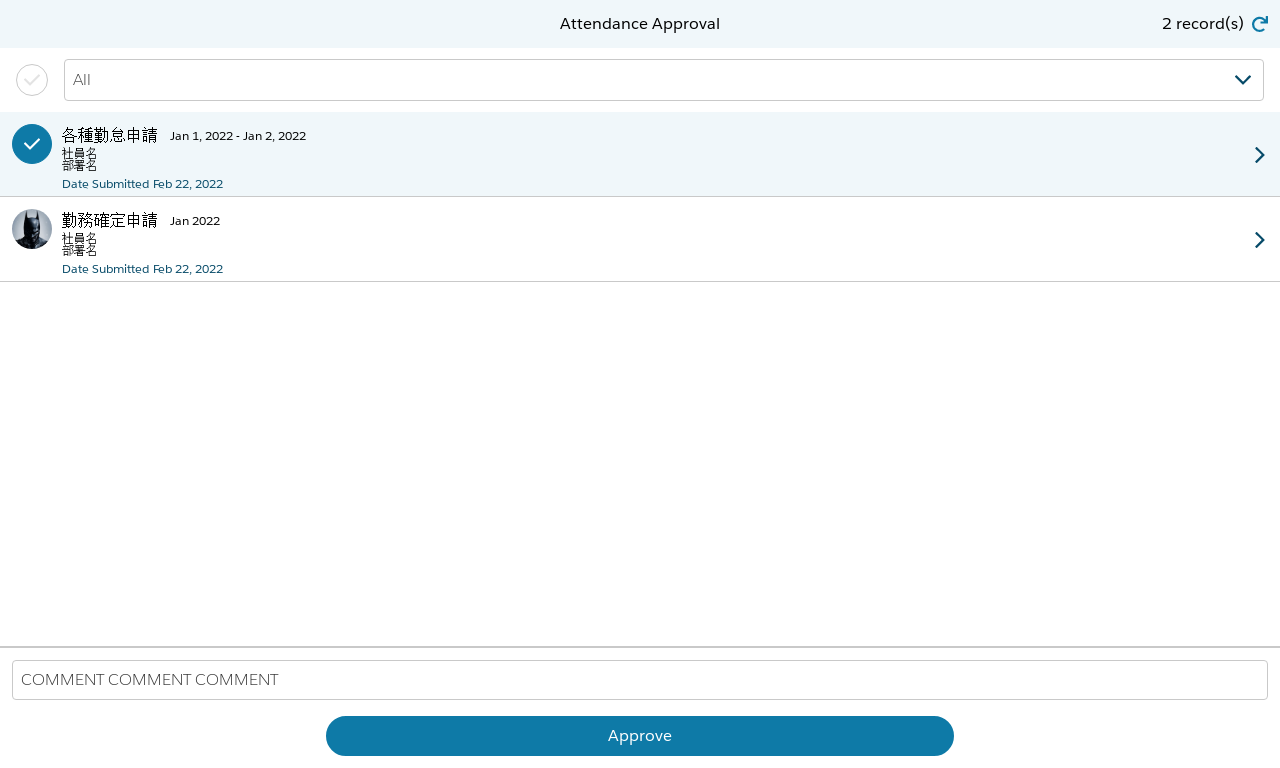 Attendance Approval
2 record(s)
All
各種勤怠申請 Jan 1, 2022 - Jan 2, 2022
社員名
部署名
Date Submitted Feb 22, 2022
勤務確定申請 Jan 2022
社員名
部署名
Date Submitted Feb 22, 2022
COMMENT COMMENT COMMENT
Approve